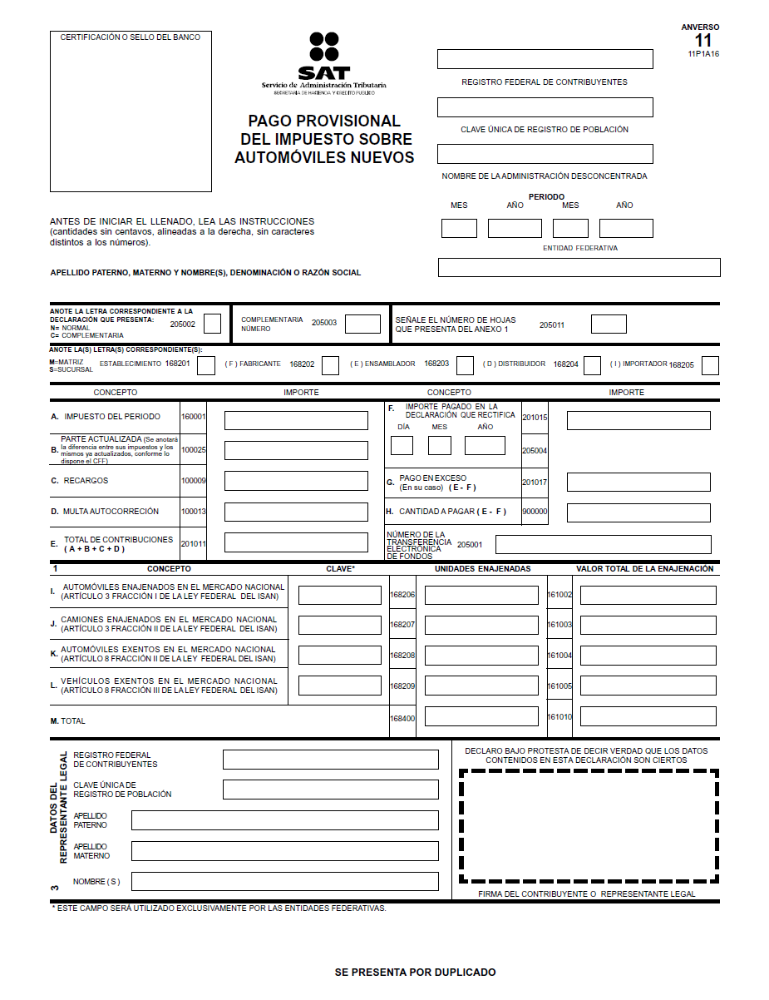 ANVERSO
11
11P1A16
CERTIFICACIÓN O SELLO DEL BANCO
SAT
Servicio de Administración Tributaria
SECRETARIA DE HACIENDA Y CREDITO PUBLICO
PAGO PROVISIONAL
DEL IMPUESTO SOBRE
AUTOMÓVILES NUEVOS
REGISTRO FEDERAL DE CONTRIBUYENTES
CLAVE ÚNICA DE REGISTRO DE POBLACIÓN
NOMBRE DE LA ADMINISTRACIÓN DESCONCENTRADA
PERIODO
MES AÑO MES AÑO
ANTES DE INICIAR EL LLENADO, LEA LAS INSTRUCCIONES
(cantidades sin centavos, alineadas a la derecha, sin caracteres
distintos a los números).
ENTIDAD FEDERATIVA
APELLIDO PATERNO, MATERNO Y NOMBRE(S), DENOMINACIÓN O RAZÓN SOCIAL
ANOTE LA LETRA CORRESPONDIENTE A LA
DECLARACIÓN QUE PRESENTA:
N= NORMAL
C= COMPLEMENTARIA
205002
COMPLEMENTARIA
NÚMERO
205003
SEÑALE EL NÚMERO DE HOJAS
QUE PRESENTA DEL ANEXO 1
205011
ANOTE LA(S) LETRA(S) CORRESPONDIENTE(S):
M=MATRIZ
S=SUCURSAL
ESTABLECIMIENTO 168201
( F ) FABRICANTE 168202
( E ) ENSAMBLADOR 168203
( D ) DISTRIBUIDOR 168204
( I ) IMPORTADOR 168205
CONCEPTO IMPORTE CONCEPTO IMPORTE
A. IMPUESTO DEL PERIODO 160001
B. PARTE ACTUALIZADA (Se anotará
la diferencia entre sus impuestos y los
mismos ya actualizados, conforme lo
dispone el CFF)
100025
C. RECARGOS 100009
D. MULTA AUTOCORRECIÓN 100013
E. TOTAL DE CONTRIBUCIONES
( A + B + C + D )
201011
F. IMPORTE PAGADO EN LA
DECLARACIÓN QUE RECTIFICA
201015
DÍA MES AÑO
205004
G. PAGO EN EXCESO
(En su caso) ( E - F )
201017
H. CANTIDAD A PAGAR ( E - F ) 900000
NÚMERO DE LA
TRANSFERENCIA
ELECTRÓNICA
DE FONDOS
205001
1 CONCEPTO CLAVE* UNIDADES ENAJENADAS VALOR TOTAL DE LA ENAJENACIÓN
I. AUTOMÓVILES ENAJENADOS EN EL MERCADO NACIONAL
(ARTÍCULO 3 FRACCIÓN I DE LA LEY FEDERAL DEL ISAN)
168206 161002
J. CAMIONES ENAJENADOS EN EL MERCADO NACIONAL
(ARTÍCULO 3 FRACCIÓN II DE LA LEY FEDERAL DEL ISAN)
168207 161003
K. AUTOMÓVILES EXENTOS EN EL MERCADO NACIONAL
(ARTÍCULO 8 FRACCIÓN II DE LA LEY FEDERAL DEL ISAN)
168208 161004
L. VEHÍCULOS EXENTOS EN EL MERCADO NACIONAL
(ARTÍCULO 8 FRACCIÓN III DE LA LEY FEDERAL DEL ISAN)
168209 161005
M. TOTAL 168400 161010
3 DATOS DEL
REPRESENTANTE LEGAL
REGISTRO FEDERAL
DE CONTRIBUYENTES
CLAVE ÚNICA DE
REGISTRO DE POBLACIÓN
APELLIDO
PATERNO
APELLIDO
MATERNO
NOMBRE ( S )
DECLARO BAJO PROTESTA DE DECIR VERDAD QUE LOS DATOS
CONTENIDOS EN ESTA DECLARACIÓN SON CIERTOS
FIRMA DEL CONTRIBUYENTE O REPRESENTANTE LEGAL
* ESTE CAMPO SERÁ UTILIZADO EXCLUSIVAMENTE POR LAS ENTIDADES FEDERATIVAS.
SE PRESENTA POR DUPLICADO